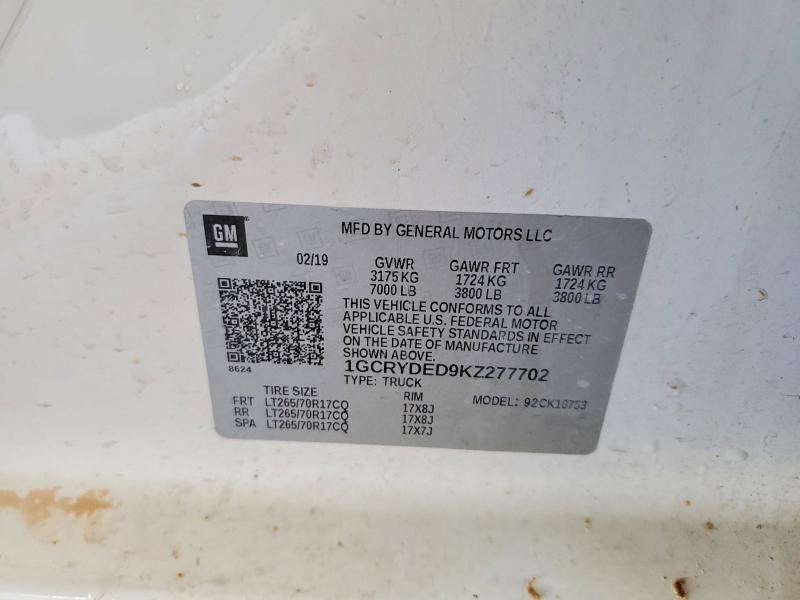 GM
MFD BY GENERAL MOTORS LLC
02/19 GVWR GAWR FRT GAWR RR
3175 KG 1724 KG 1724 KG
7000 LB 3800 LB 3800 LB
THIS VEHICLE CONFORMS TO ALL
APPLICABLE U.S. FEDERAL MOTOR
VEHICLE SAFETY STANDARDS IN EFFECT
ON THE DATE OF MANUFACTURE
SHOWN ABOVE.
8624 1GCRYDED9KZ277702
TYPE: TRUCK
TIRE SIZE RIM MODEL: 92CK10753
FRT LT265/70R17CQ 17X8J
RR LT265/70R17CQ 17X8J
SPA LT265/70R17CQ 17X7J